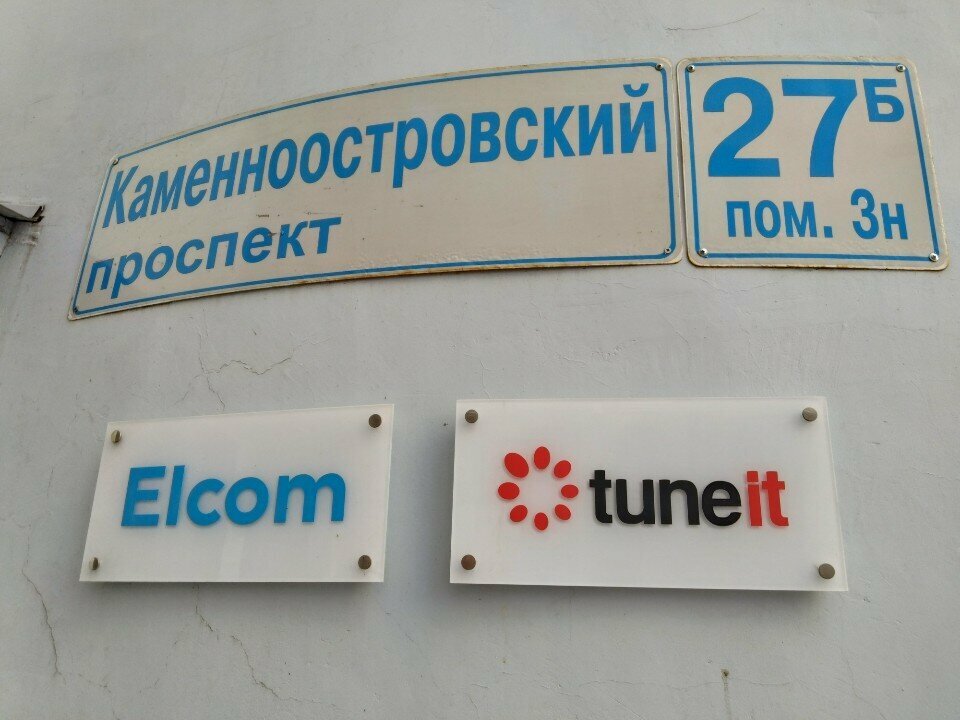 Каменноостровский
проспект
27Б
пом. 3н
Elcom
tuneit